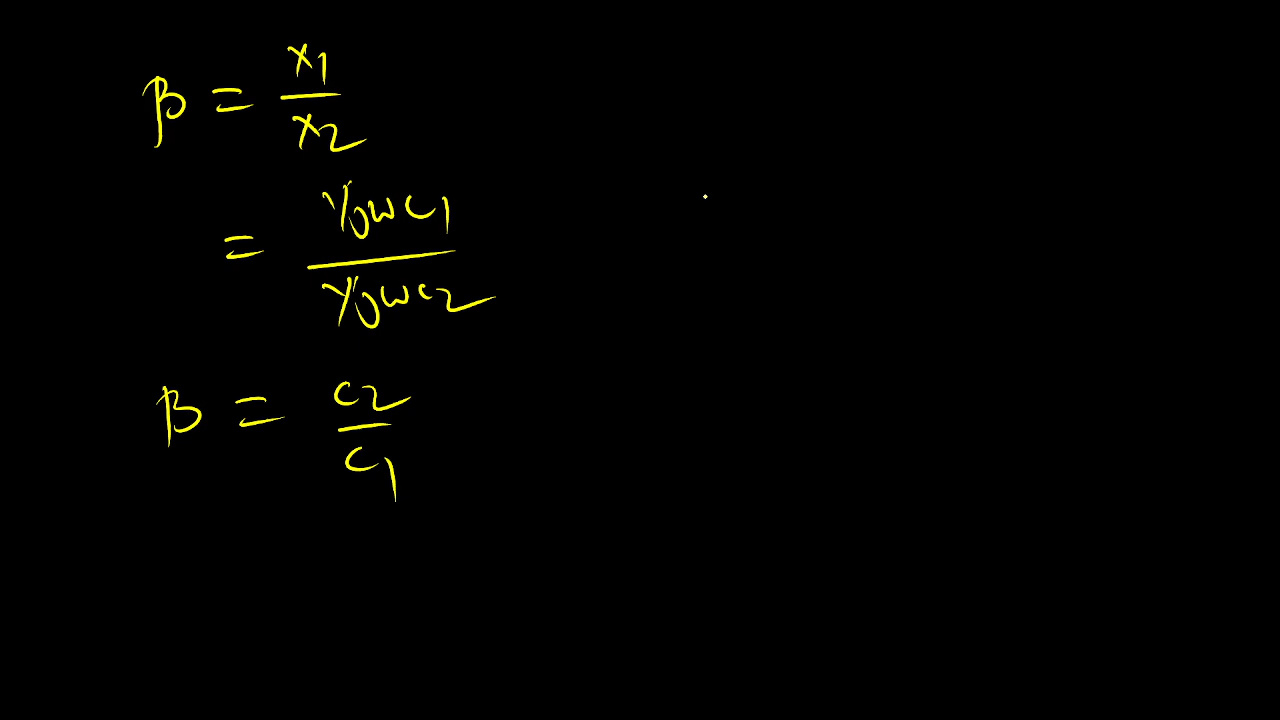 β = x1/x2
= (1/jωc1)/(1/jωc2)
β = c2/c1